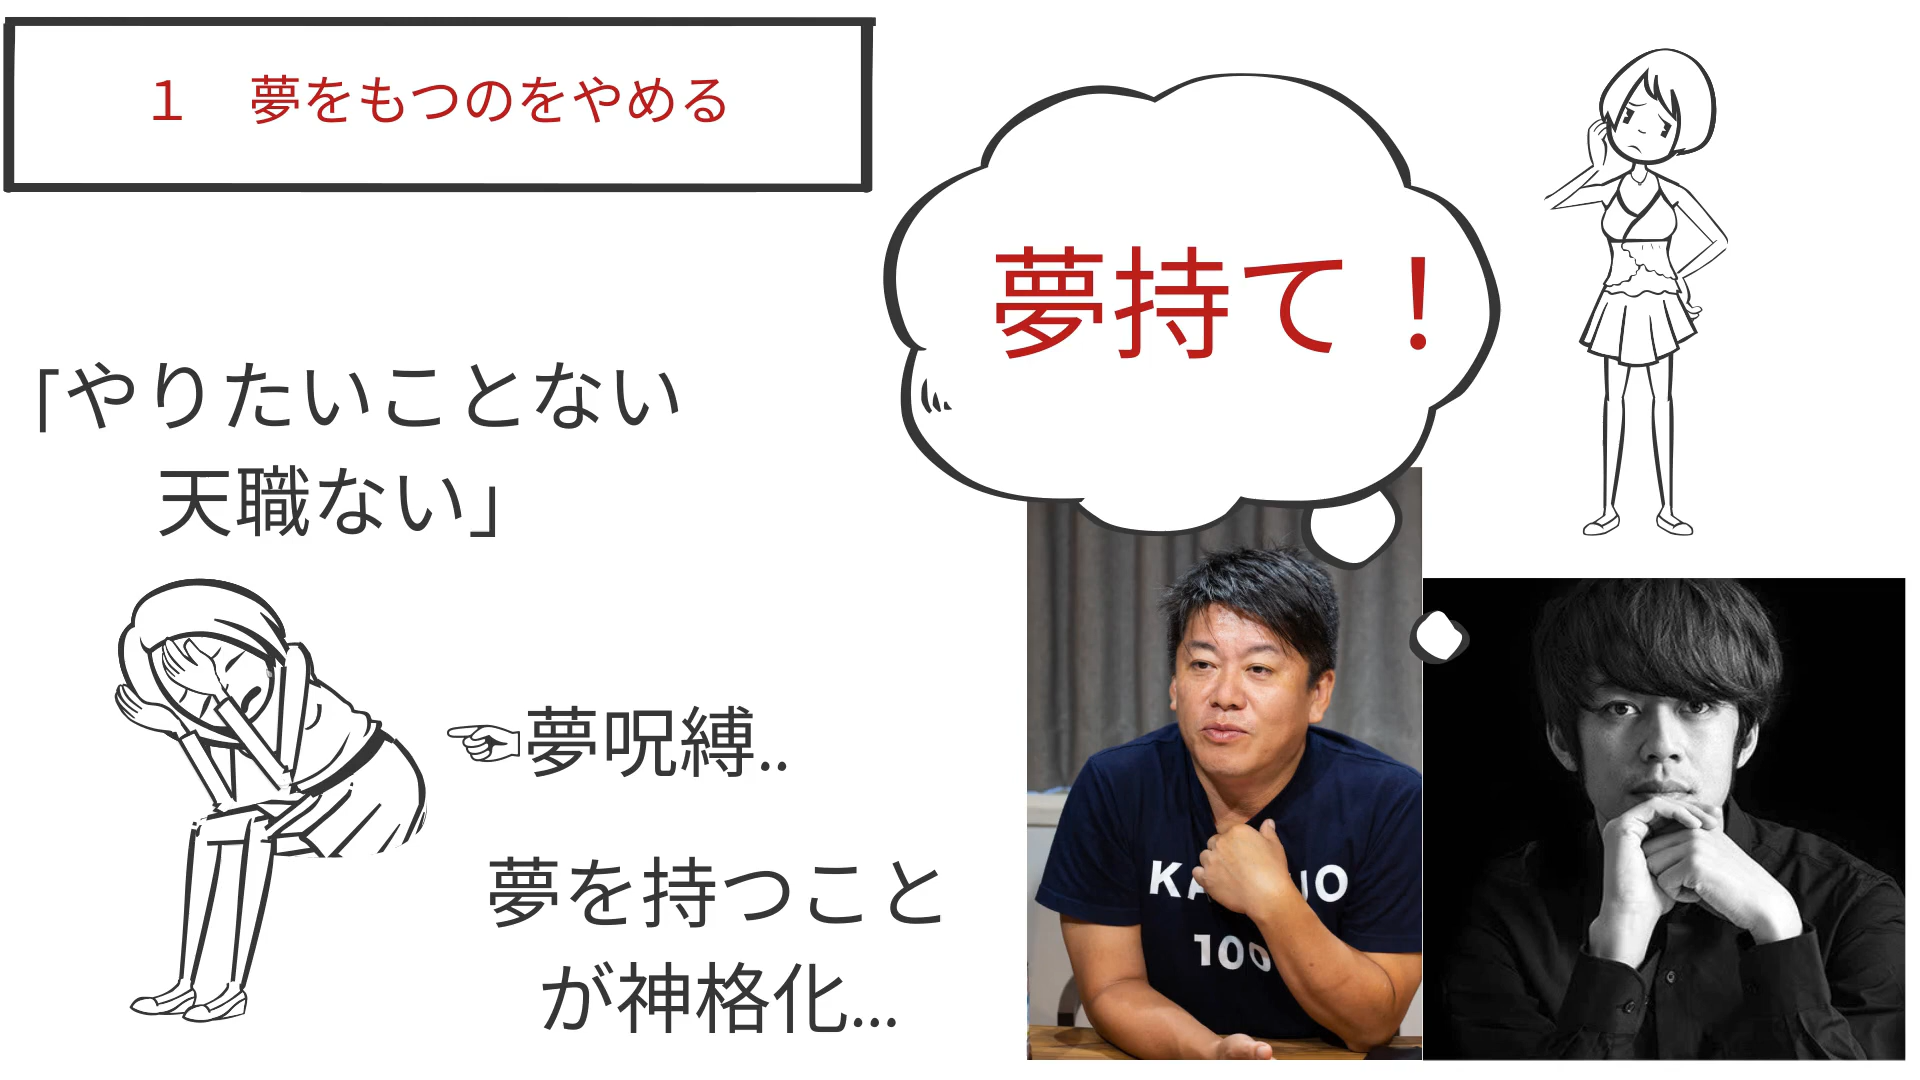 １　夢をもつのをやめる
夢持て！
「やりたいことない
天職ない」
夢呪縛..
夢を持つこと
が神格化...
100